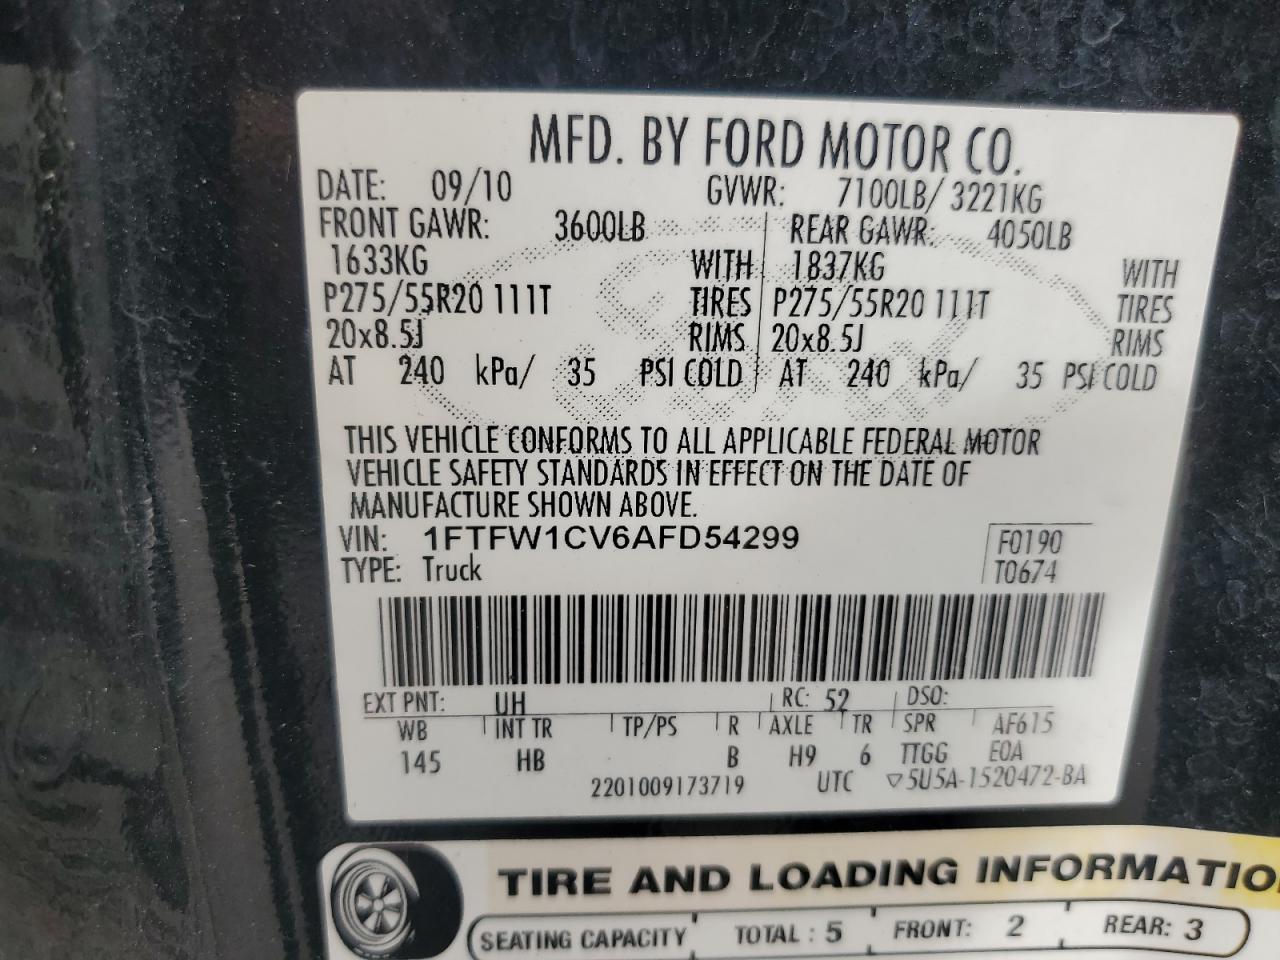 MFD. BY FORD MOTOR CO.
DATE: 09/10 GVWR: 7100LB/ 3221KG
FRONT GAWR: 3600LB REAR GAWR: 4050LB
1633KG WITH 1837KG WITH
P275/55R20 111T TIRES P275/55R20 111T TIRES
20x8.5J RIMS 20x8.5J RIMS
AT 240 kPa/ 35 PSI COLD AT 240 kPa/ 35 PSI COLD
THIS VEHICLE CONFORMS TO ALL APPLICABLE FEDERAL MOTOR
VEHICLE SAFETY STANDARDS IN EFFECT ON THE DATE OF
MANUFACTURE SHOWN ABOVE.
VIN: 1FTFW1CV6AFD54299 F0190
TYPE: Truck T0674
EXT PNT: UH RC: 52 DSO:
WB INT TR TP/PS R AXLE TR SPR AF615
145 HB B H9 6 TTGG E0A
2201009173719 UTC ▽5U5A-1520472-BA
TIRE AND LOADING INFORMATIO
SEATING CAPACITY TOTAL : 5 FRONT: 2 REAR: 3